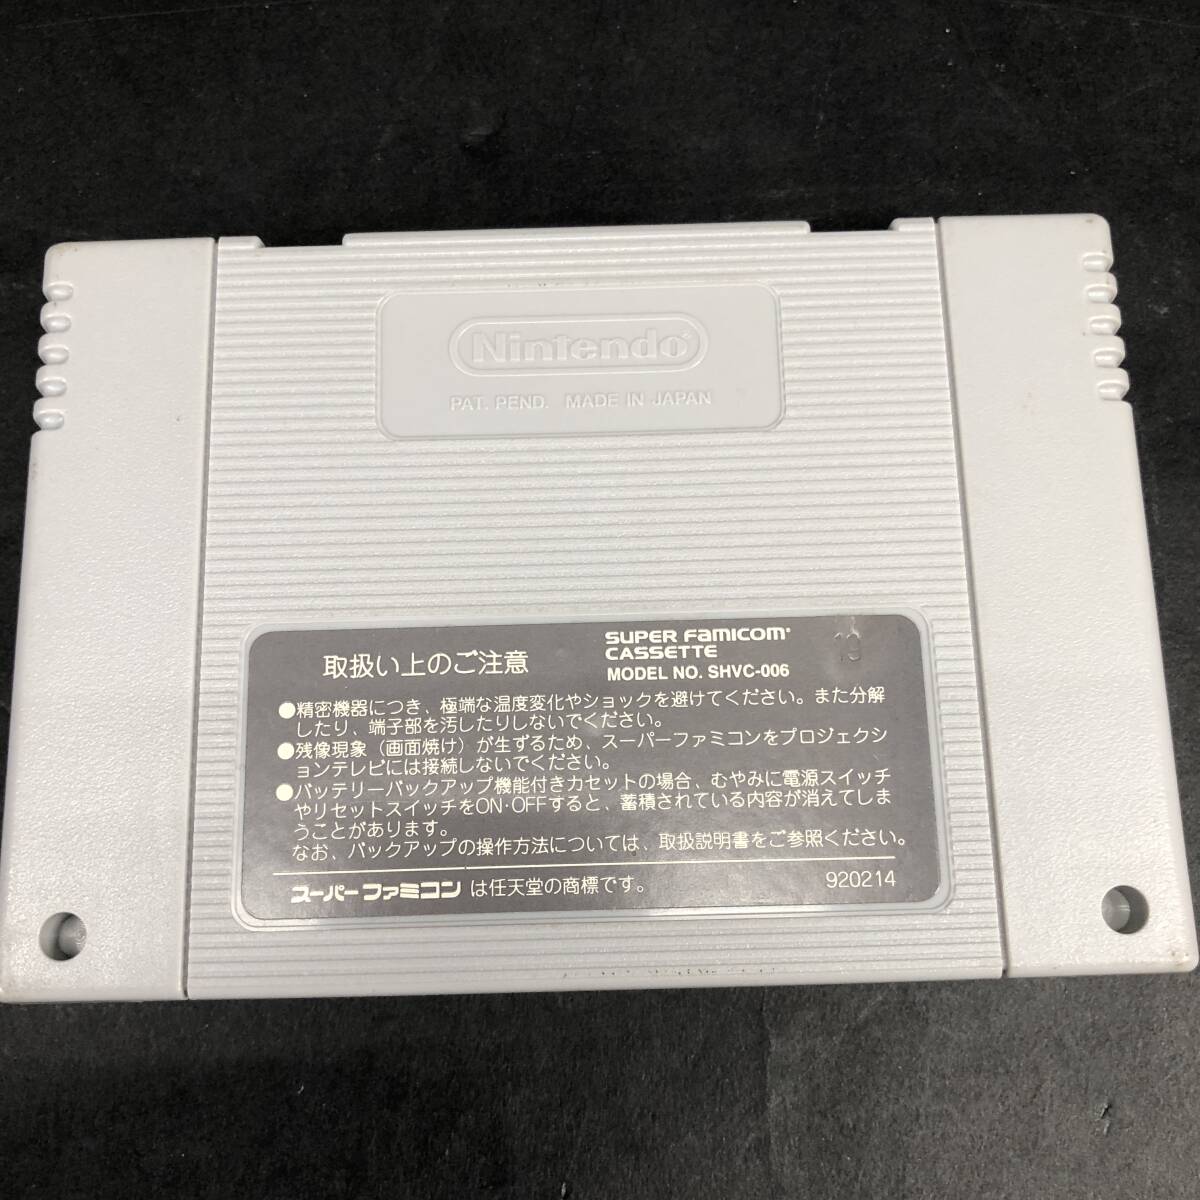 Nintendo
PAT. PEND. MADE IN JAPAN
取扱い上のご注意
SUPER FAMICOM
CASSETTE
MODEL NO. SHVC-006
19
●精密機器につき、極端な温度変化やショックを避けてください。また分解
したり、端子部を汚したりしないでください。
●残像現象（画面焼け）が生ずるため、スーパーファミコンをプロジェクシ
ョンテレビには接続しないでください。
●バッテリーバックアップ機能付きカセットの場合、むやみに電源スイッチ
やリセットスイッチをON・OFFすると、蓄積されている内容が消えてしま
うことがあります。
なお、バックアップの操作方法については、取扱説明書をご参照ください。
スーパーファミコン は任天堂の商標です。
920214